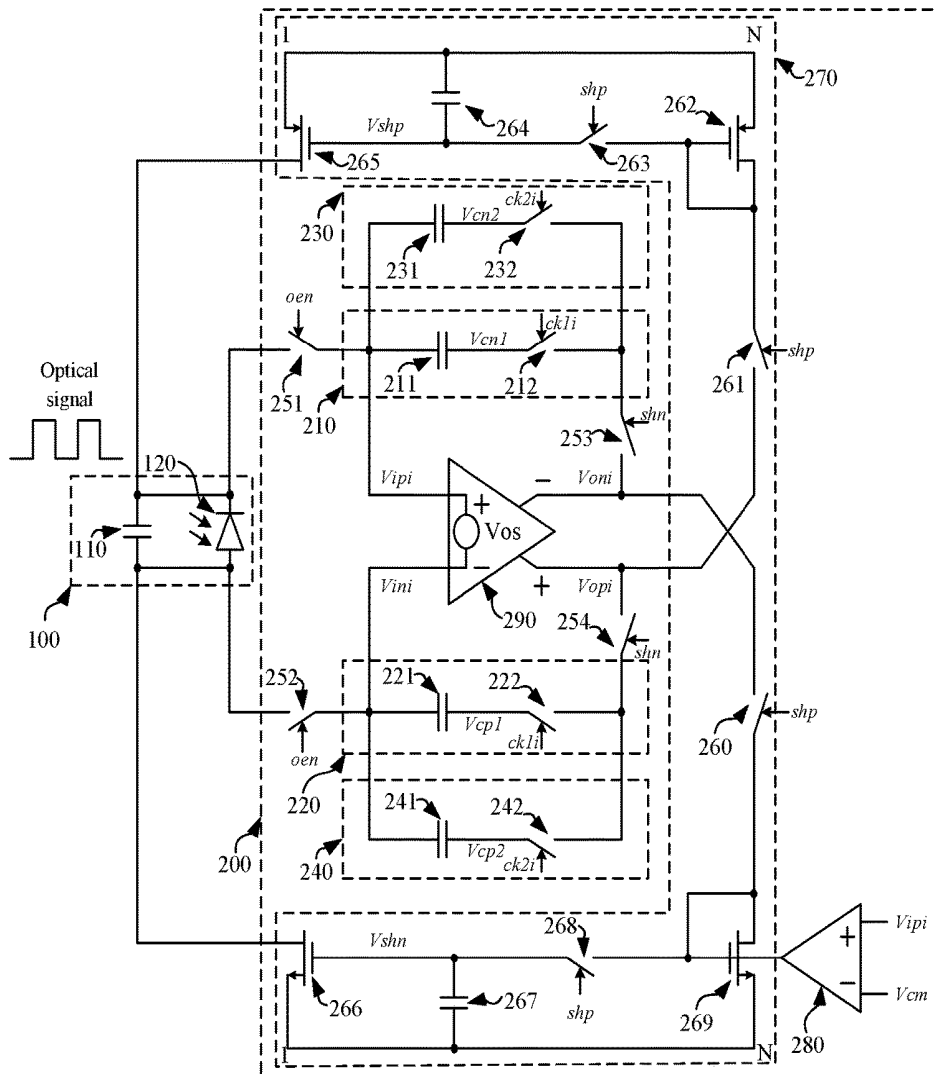 I
N
270
shp
262
Vshp
264
263
265
230
ck2i
Vcn2
231
232
oen
ck1i
Vcn1
211
212
251
210
shp
261
Optical
signal
shn
253
120
Vipi
−
Voni
+
Vos
110
Vini
−
+
Vopi
290
100
254
shn
252
221
222
260
shp
Vcp1
ck1i
oen
220
241
242
200
240
Vcp2
ck2i
268
Vshn
Vipi
+
266
267
shp
269
−
Vcm
280
I
N